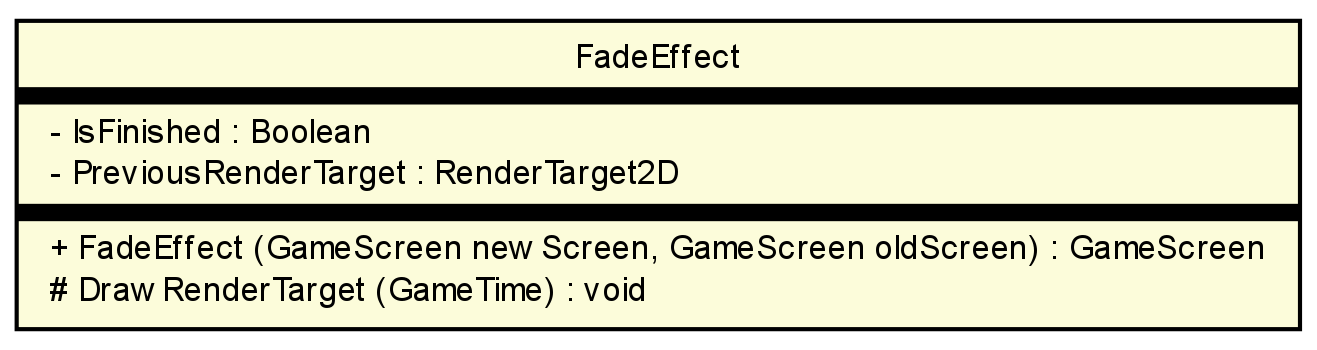 FadeEffect
- IsFinished : Boolean
- PreviousRenderTarget : RenderTarget2D
+ FadeEffect (GameScreen new Screen, GameScreen oldScreen) : GameScreen
# Draw RenderTarget (GameTime) : void